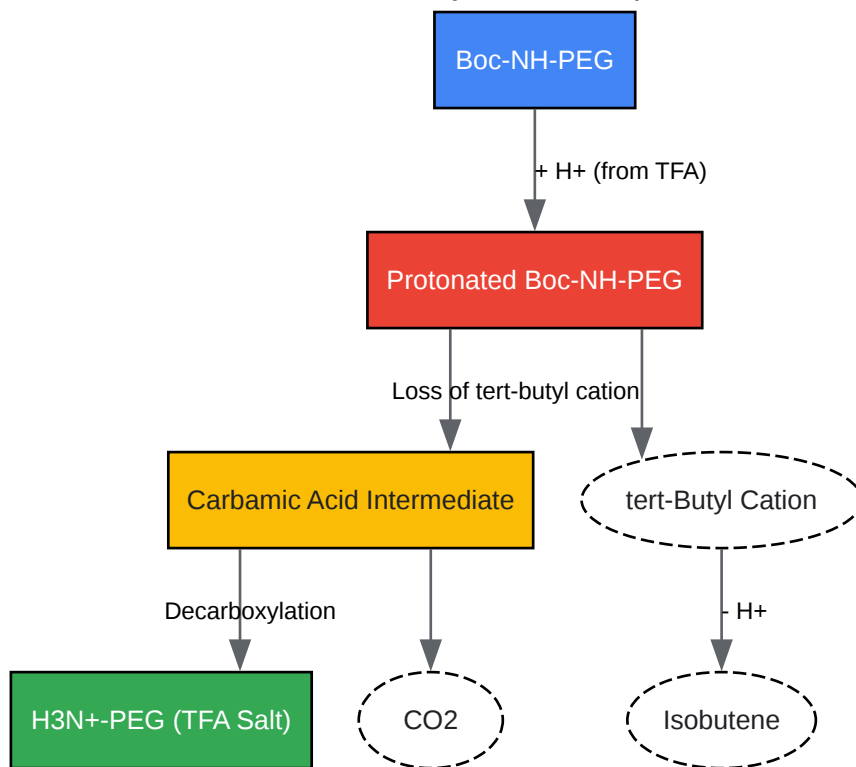 Boc-NH-PEG
+ H+ (from TFA)
Protonated Boc-NH-PEG
Loss of tert-butyl cation
Carbamic Acid Intermediate
tert-Butyl Cation
Decarboxylation
- H+
H3N+-PEG (TFA Salt)
CO2
Isobutene